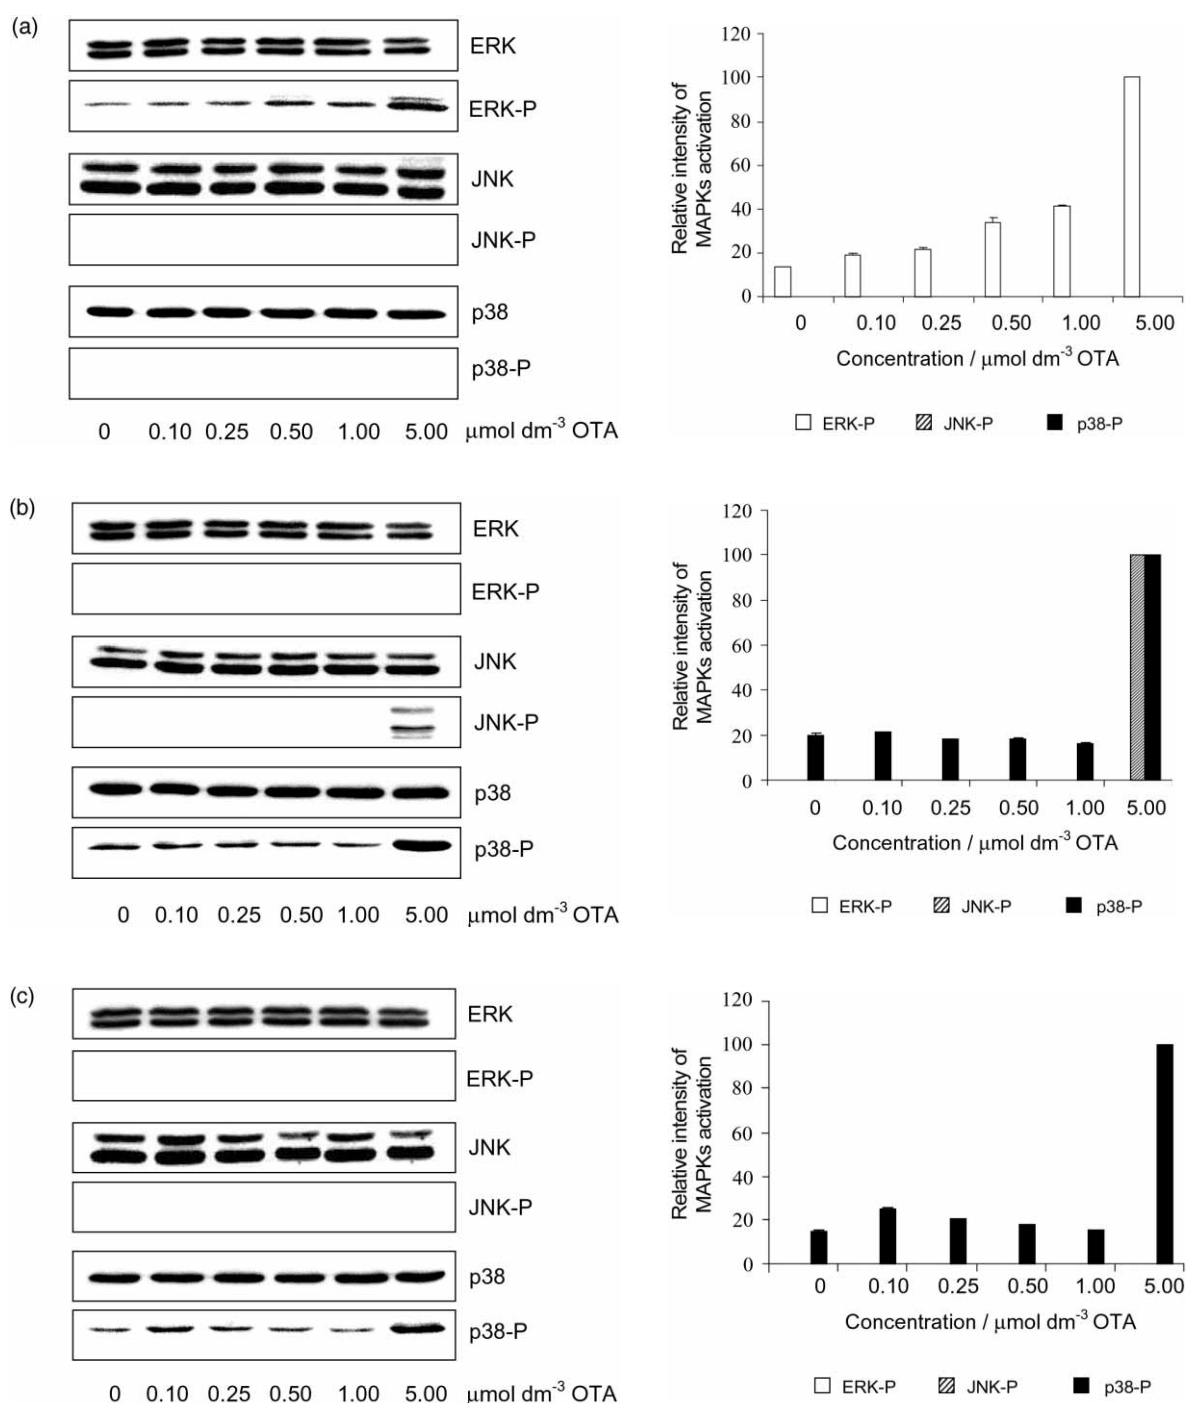 (a)
ERK
ERK-P
JNK
JNK-P
p38
p38-P
0 0.10 0.25 0.50 1.00 5.00 μmol dm-3 OTA
Relative intensity of
MAPKs activation
120
100
80
60
40
20
0
0 0.10 0.25 0.50 1.00 5.00
Concentration / μmol dm-3 OTA
ERK-P JNK-P p38-P
(b)
ERK
ERK-P
JNK
JNK-P
p38
p38-P
0 0.10 0.25 0.50 1.00 5.00 μmol dm-3 OTA
Relative intensity of
MAPKs activation
120
100
80
60
40
20
0
0 0.10 0.25 0.50 1.00 5.00
Concentration / μmol dm-3 OTA
ERK-P JNK-P p38-P
(c)
ERK
ERK-P
JNK
JNK-P
p38
p38-P
0 0.10 0.25 0.50 1.00 5.00 μmol dm-3 OTA
Relative intensity of
MAPKs activation
120
100
80
60
40
20
0
0 0.10 0.25 0.50 1.00 5.00
Concentration / μmol dm-3 OTA
ERK-P JNK-P p38-P